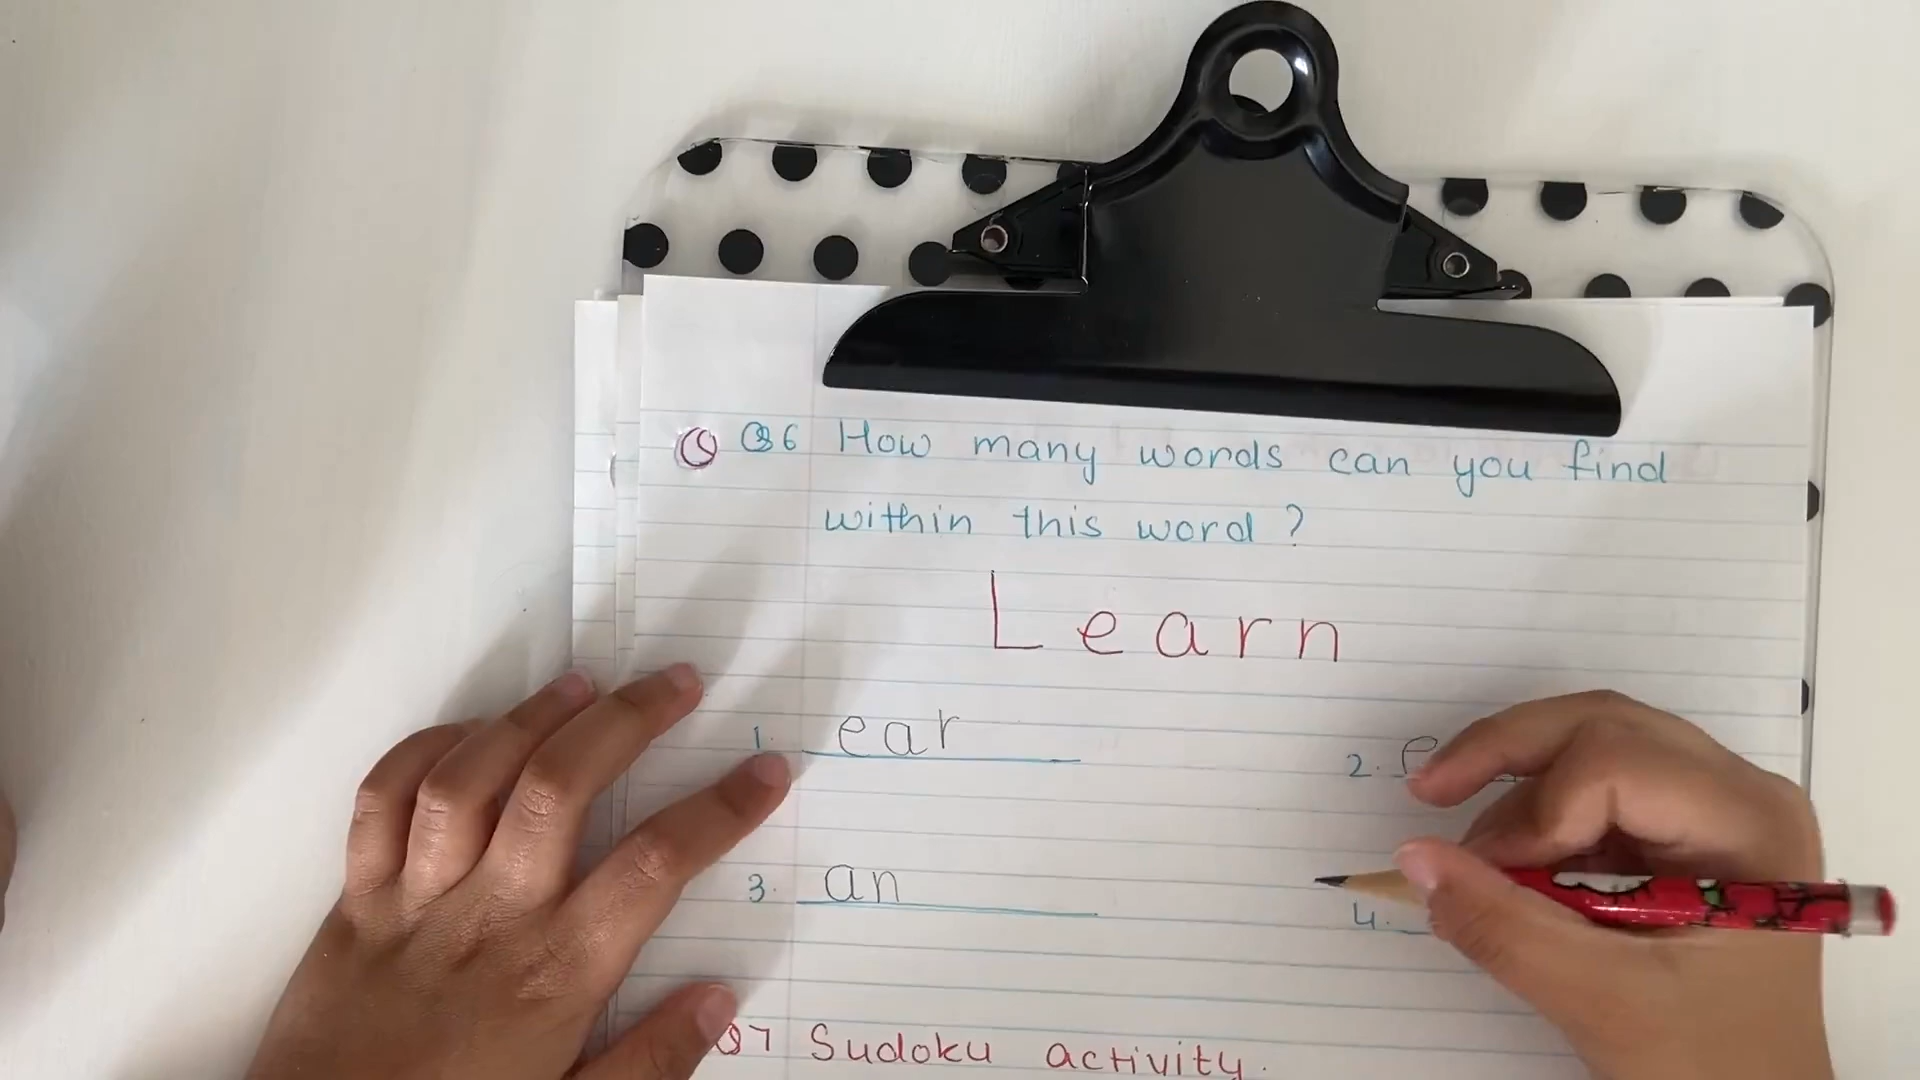 Q6 How many words can you find
within this word ?
Learn
1. ear
2.
3. an
4.
Q7 Sudoku activity.